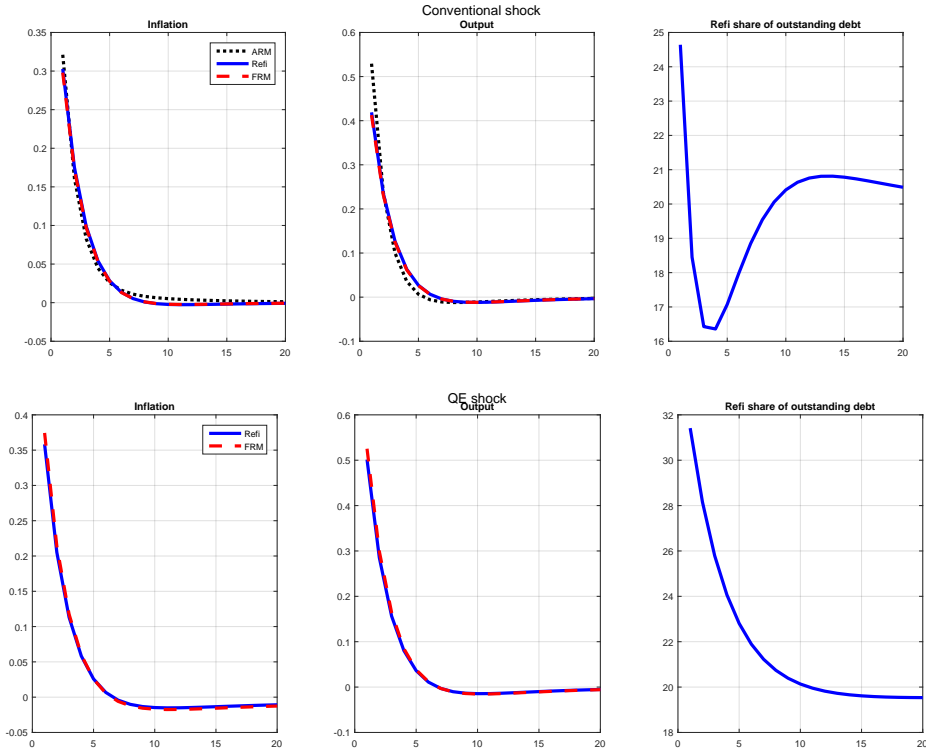 Conventional shock
Inflation
Output
Refi share of outstanding debt
0.35
0.3
0.25
0.2
0.15
0.1
0.05
0
-0.05
0 5 10 15 20
ARM
Refi
FRM
0.6
0.5
0.4
0.3
0.2
0.1
0
-0.1
0 5 10 15 20
25
24
23
22
21
20
19
18
17
16
0 5 10 15 20
QE shock
Inflation
Output
Refi share of outstanding debt
0.4
0.35
0.3
0.25
0.2
0.15
0.1
0.05
0
-0.05
0 5 10 15 20
Refi
FRM
0.6
0.5
0.4
0.3
0.2
0.1
0
-0.1
0 5 10 15 20
32
30
28
26
24
22
20
18
0 5 10 15 20